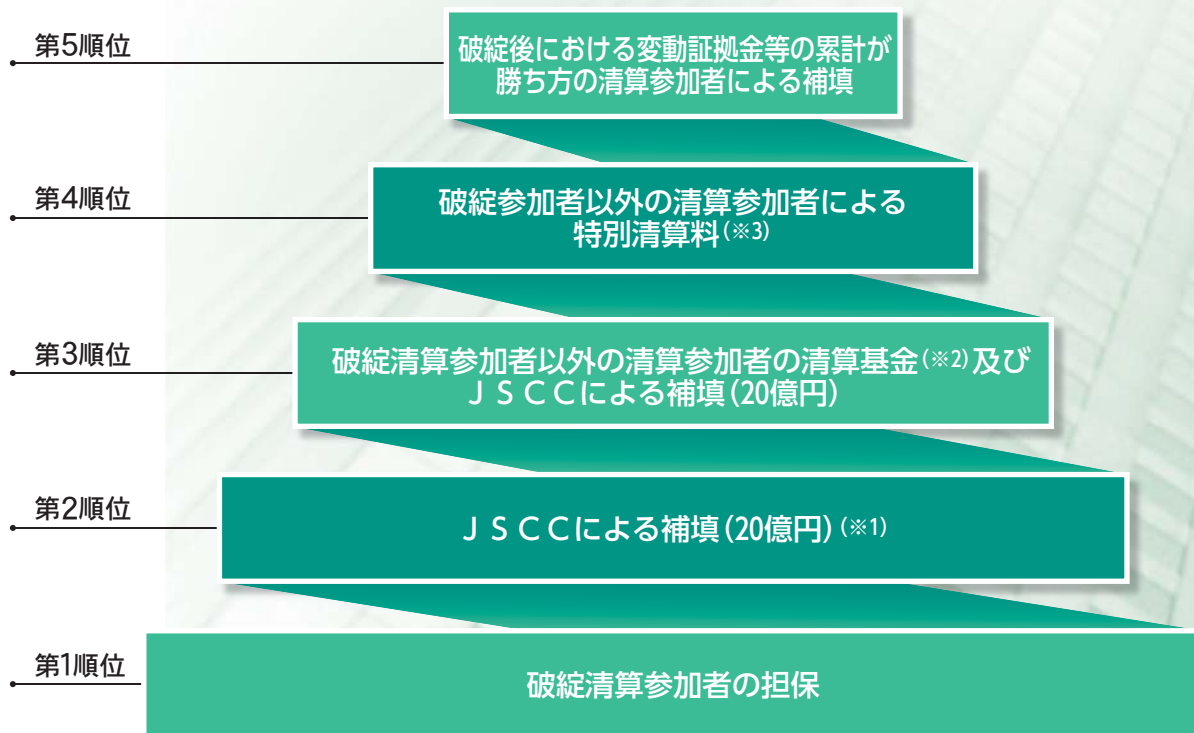 第5順位
破綻後における変動証拠金等の累計が
勝ち方の清算参加者による補填
第4順位
破綻参加者以外の清算参加者による
特別清算料(※3)
第3順位
破綻清算参加者以外の清算参加者の清算基金(※2)及び
ＪＳＣＣによる補填(20億円)
第2順位
ＪＳＣＣによる補填(20億円)(※1)
第1順位
破綻清算参加者の担保